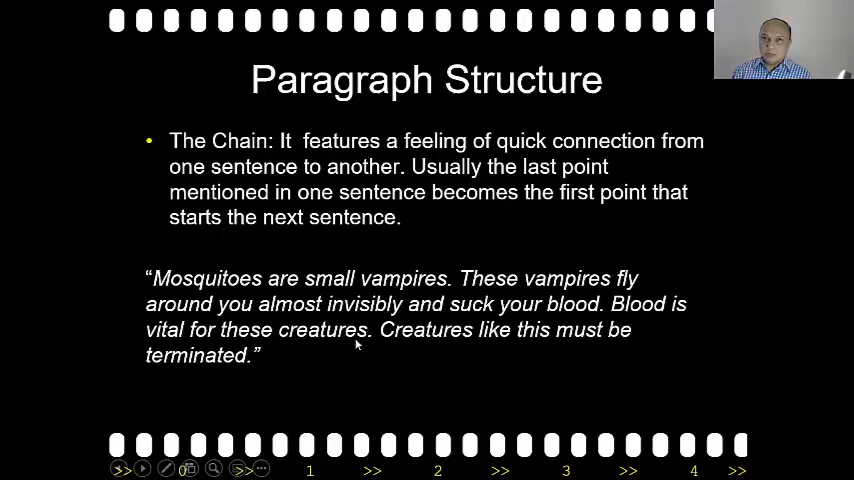 Paragraph Structure
• The Chain: It features a feeling of quick connection from
one sentence to another. Usually the last point
mentioned in one sentence becomes the first point that
starts the next sentence.
“Mosquitoes are small vampires. These vampires fly
around you almost invisibly and suck your blood. Blood is
vital for these creatures. Creatures like this must be
terminated.”
>> 0 >> 1 >> 2 >> 3 >> 4 >>